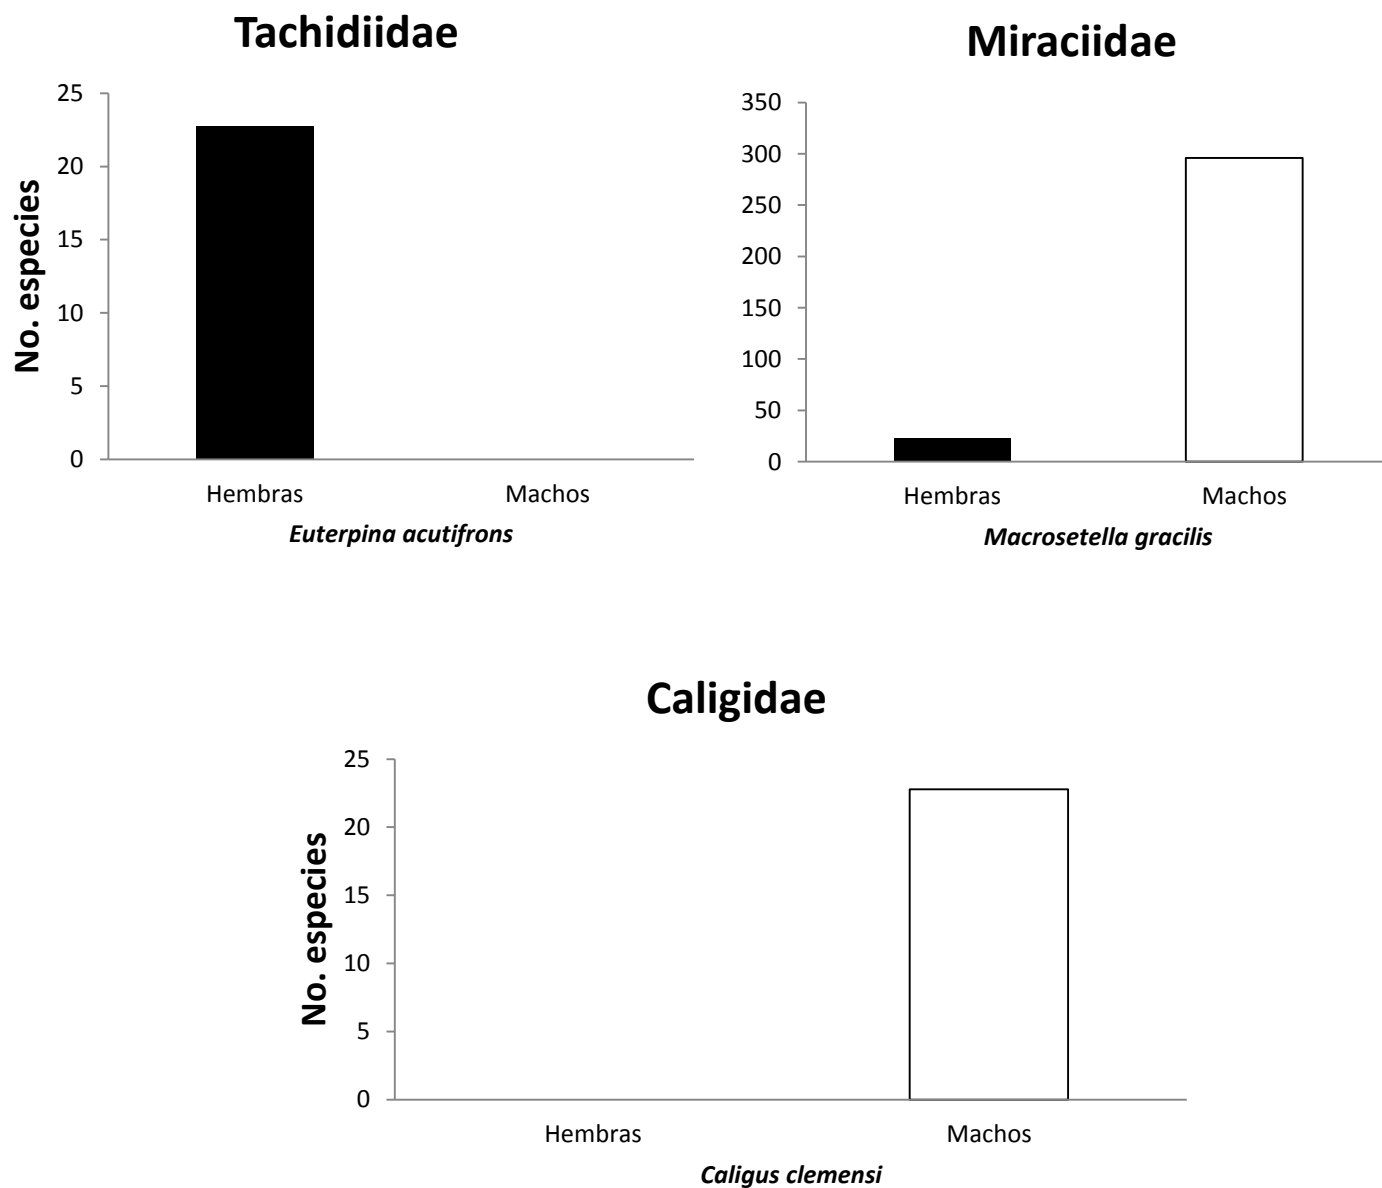 Tachidiidae
25
20
15
10
5
0
No. especies
Hembras Machos
Euterpina acutifrons
Miraciidae
350
300
250
200
150
100
50
0
Hembras Machos
Macrosetella gracilis
Caligidae
25
20
15
10
5
0
No. especies
Hembras Machos
Caligus clemensi